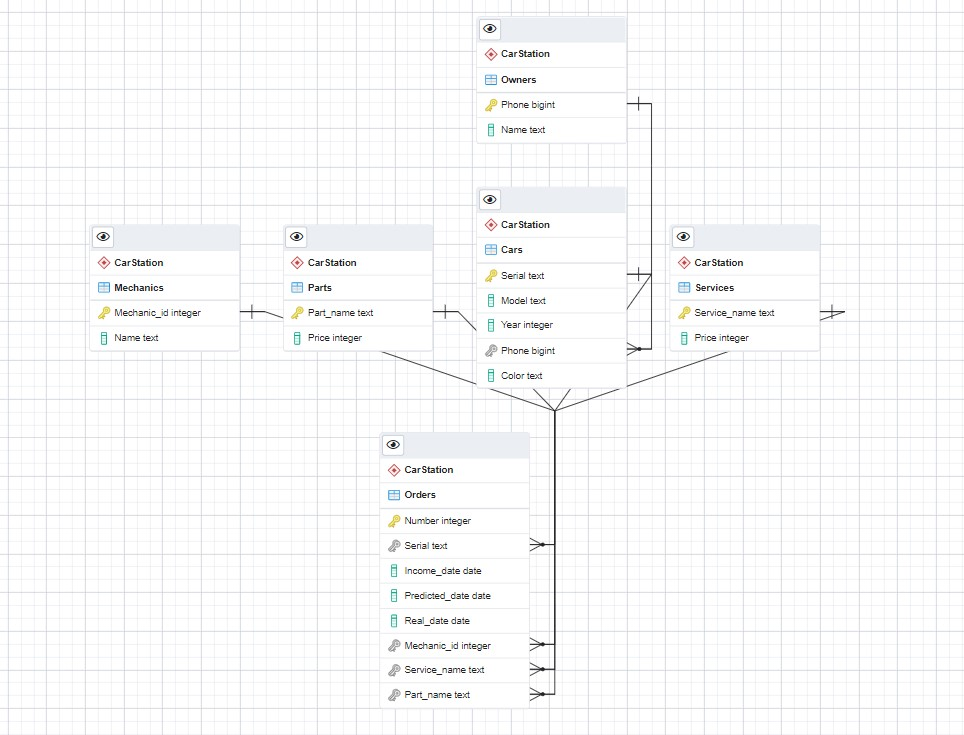 CarStation
Owners
Phone bigint
Name text
CarStation
Cars
Serial text
Model text
Year integer
Phone bigint
Color text
CarStation
Mechanics
Mechanic_id integer
Name text
CarStation
Parts
Part_name text
Price integer
CarStation
Services
Service_name text
Price integer
CarStation
Orders
Number integer
Serial text
Income_date date
Predicted_date date
Real_date date
Mechanic_id integer
Service_name text
Part_name text